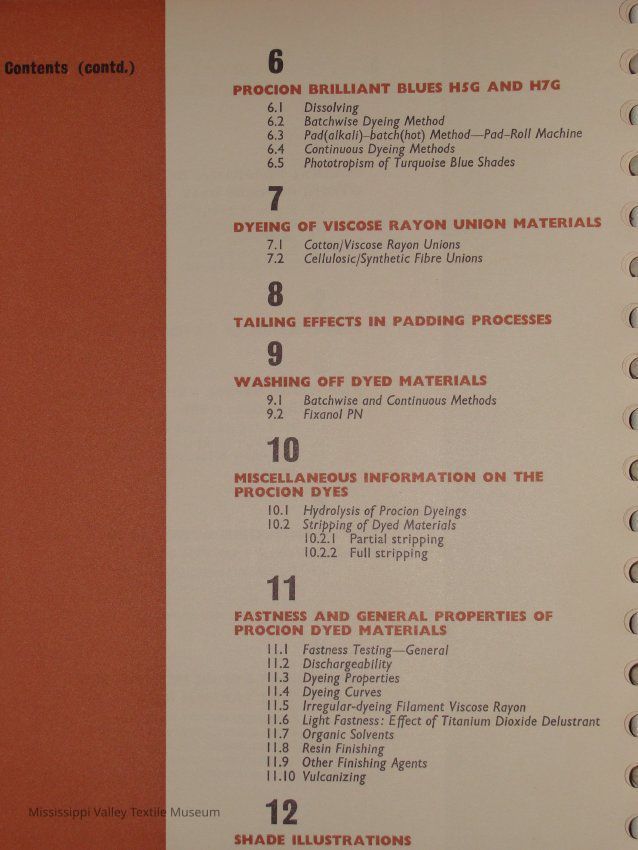 Contents (contd.)
6
PROCION BRILLIANT BLUES H5G AND H7G
6.1 Dissolving
6.2 Batchwise Dyeing Method
6.3 Pad(alkali)–batch(hot) Method—Pad–Roll Machine
6.4 Continuous Dyeing Methods
6.5 Phototropism of Turquoise Blue Shades
7
DYEING OF VISCOSE RAYON UNION MATERIALS
7.1 Cotton/Viscose Rayon Unions
7.2 Cellulosic/Synthetic Fibre Unions
8
TAILING EFFECTS IN PADDING PROCESSES
9
WASHING OFF DYED MATERIALS
9.1 Batchwise and Continuous Methods
9.2 Fixanol PN
10
MISCELLANEOUS INFORMATION ON THE
PROCION DYES
10.1 Hydrolysis of Procion Dyeings
10.2 Stripping of Dyed Materials
10.2.1 Partial stripping
10.2.2 Full stripping
11
FASTNESS AND GENERAL PROPERTIES OF
PROCION DYED MATERIALS
11.1 Fastness Testing—General
11.2 Dischargeability
11.3 Dyeing Properties
11.4 Dyeing Curves
11.5 Irregular-dyeing Filament Viscose Rayon
11.6 Light Fastness: Effect of Titanium Dioxide Delustrant
11.7 Organic Solvents
11.8 Resin Finishing
11.9 Other Finishing Agents
11.10 Vulcanizing
12
SHADE ILLUSTRATIONS
Mississippi Valley Textile Museum